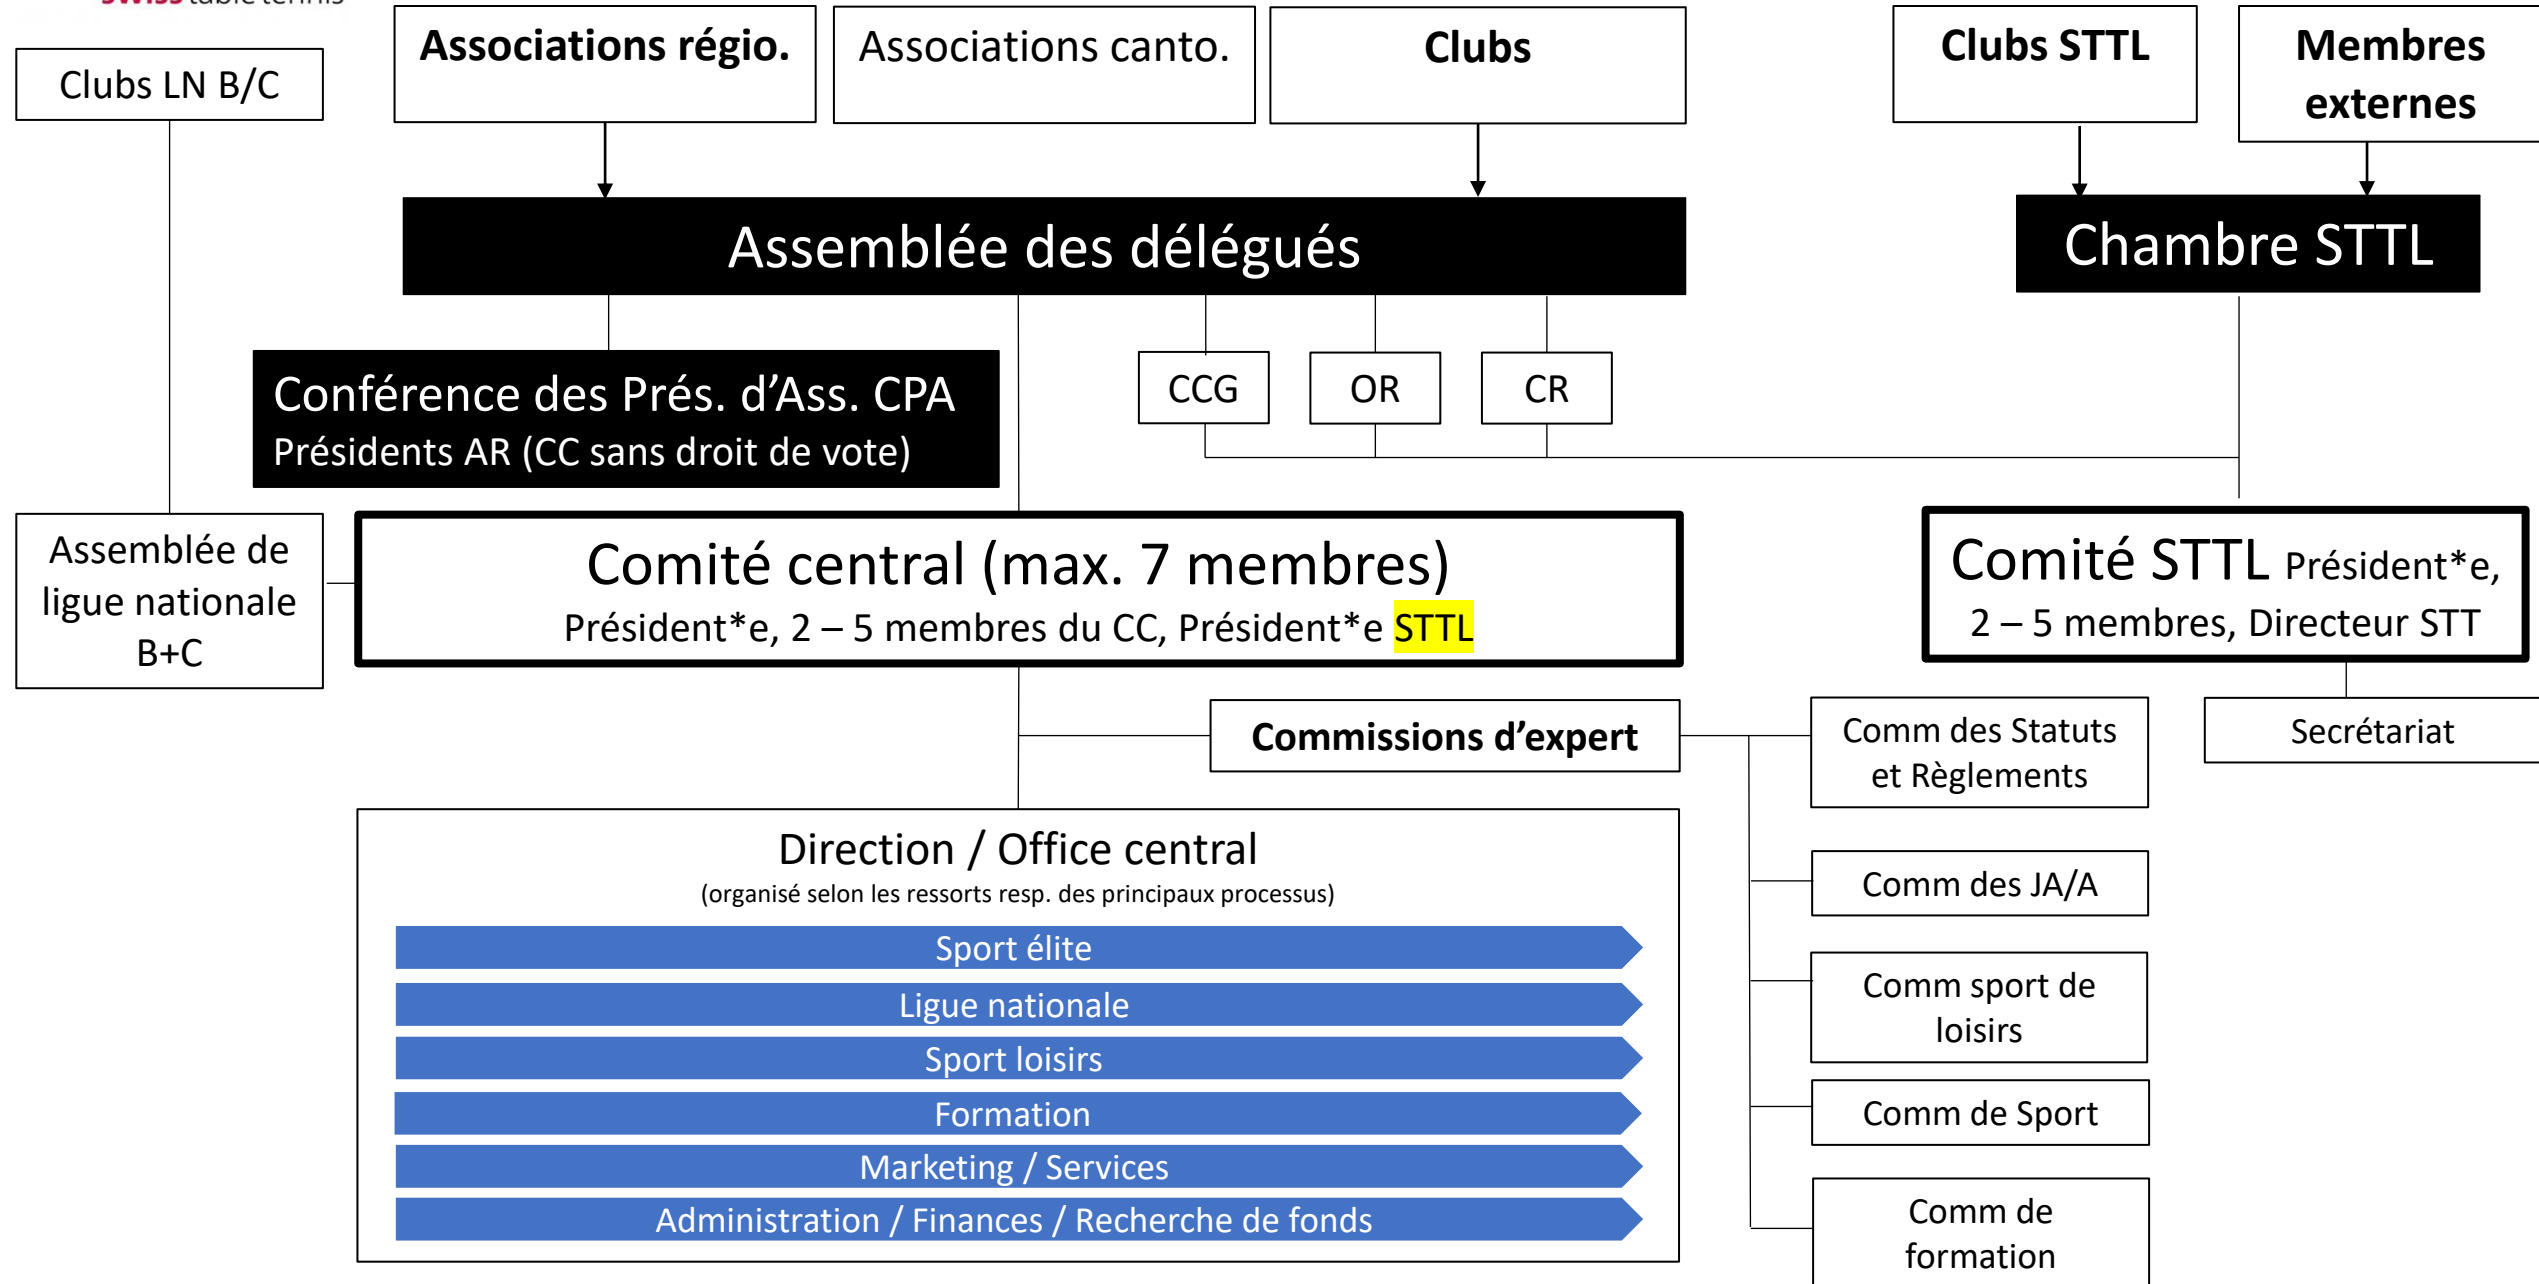 swiss table tennis
Clubs LN B/C
Associations régio.
Associations canto.
Clubs
Clubs STTL
Membres
externes
Assemblée des délégués
Chambre STTL
Conférence des Prés. d’Ass. CPA
Présidents AR (CC sans droit de vote)
CCG
OR
CR
Assemblée de
ligue nationale
B+C
Comité central (max. 7 membres)
Président*e, 2 – 5 membres du CC, Président*e STTL
Comité STTL Président*e,
2 – 5 membres, Directeur STT
Commissions d’expert
Comm des Statuts
et Règlements
Secrétariat
Direction / Office central
(organisé selon les ressorts resp. des principaux processus)
Sport élite
Ligue nationale
Sport loisirs
Formation
Marketing / Services
Administration / Finances / Recherche de fonds
Comm des JA/A
Comm sport de
loisirs
Comm de Sport
Comm de
formation